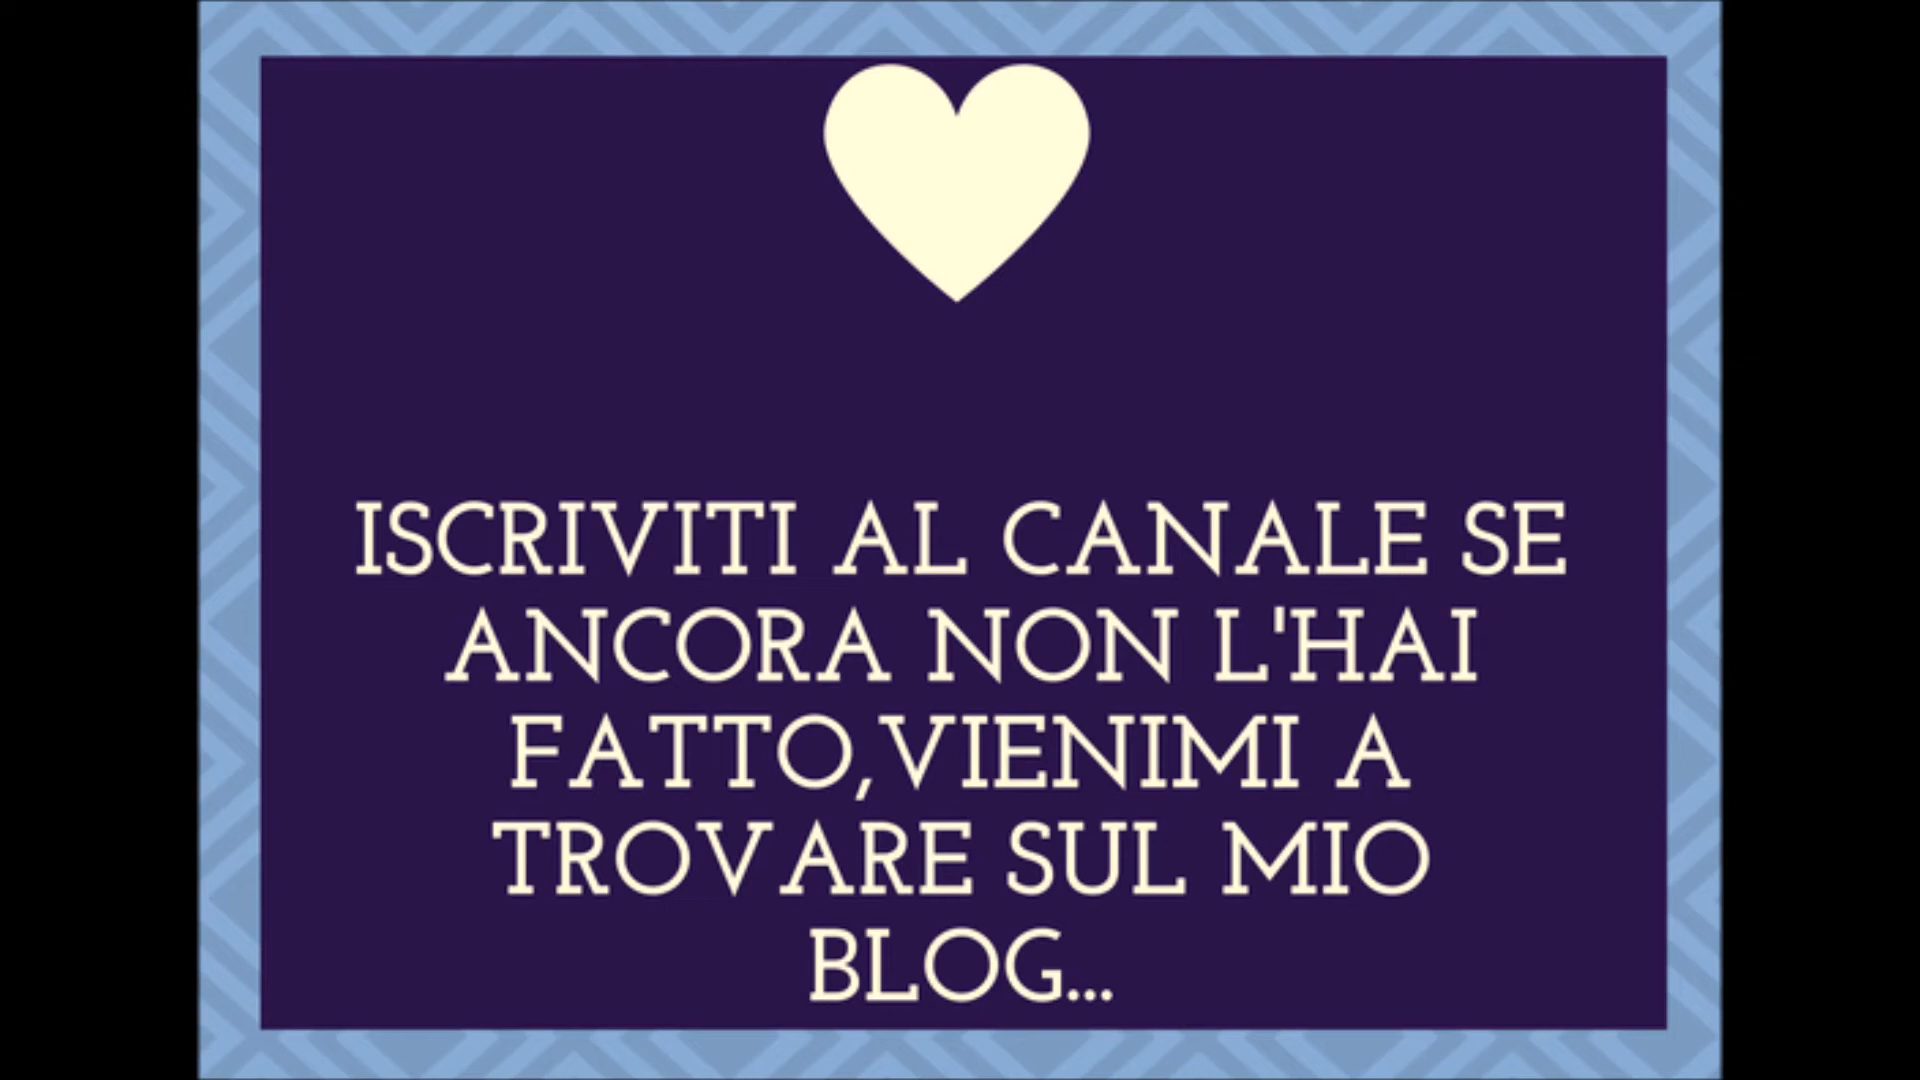 ISCRIVITI AL CANALE SE
ANCORA NON L'HAI
FATTO,VIENIMI A
TROVARE SUL MIO
BLOG...